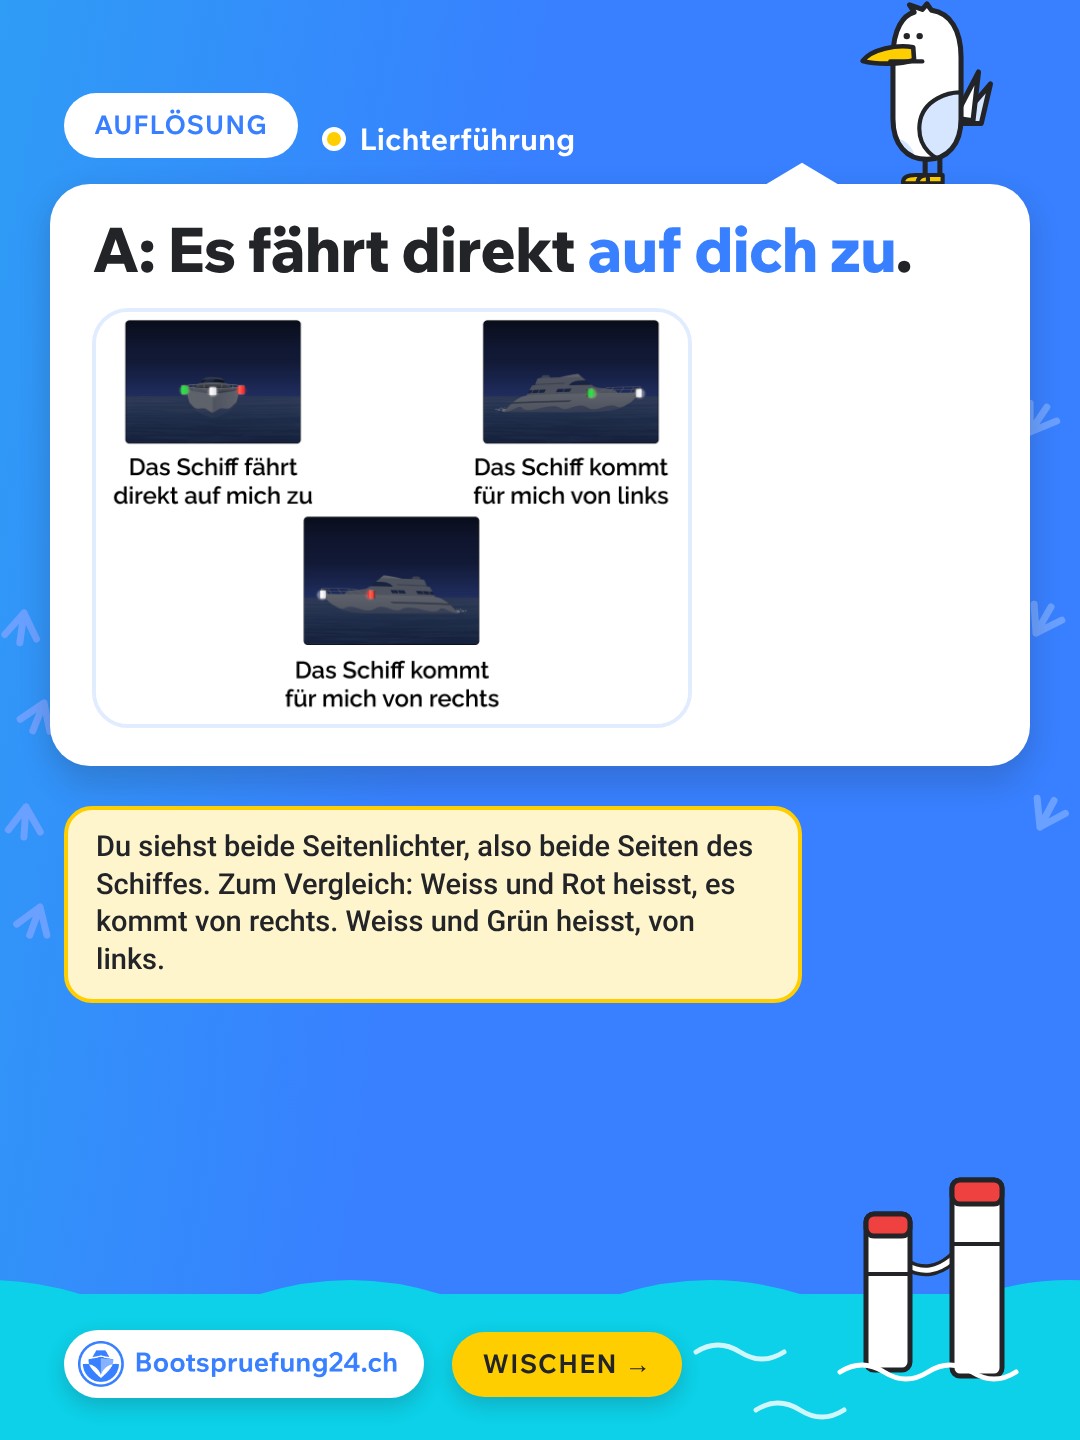 AUFLÖSUNG
Lichterführung
A: Es fährt direkt auf dich zu.
Das Schiff fährt
direkt auf mich zu
Das Schiff kommt
für mich von links
Das Schiff kommt
für mich von rechts
Du siehst beide Seitenlichter, also beide Seiten des
Schiffes. Zum Vergleich: Weiss und Rot heisst, es
kommt von rechts. Weiss und Grün heisst, von
links.
Bootspruefung24.ch
WISCHEN →